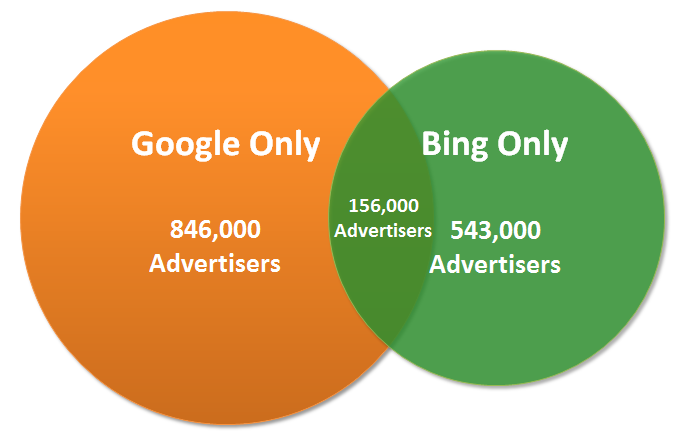 Google Only
846,000
Advertisers
156,000
Advertisers
Bing Only
543,000
Advertisers